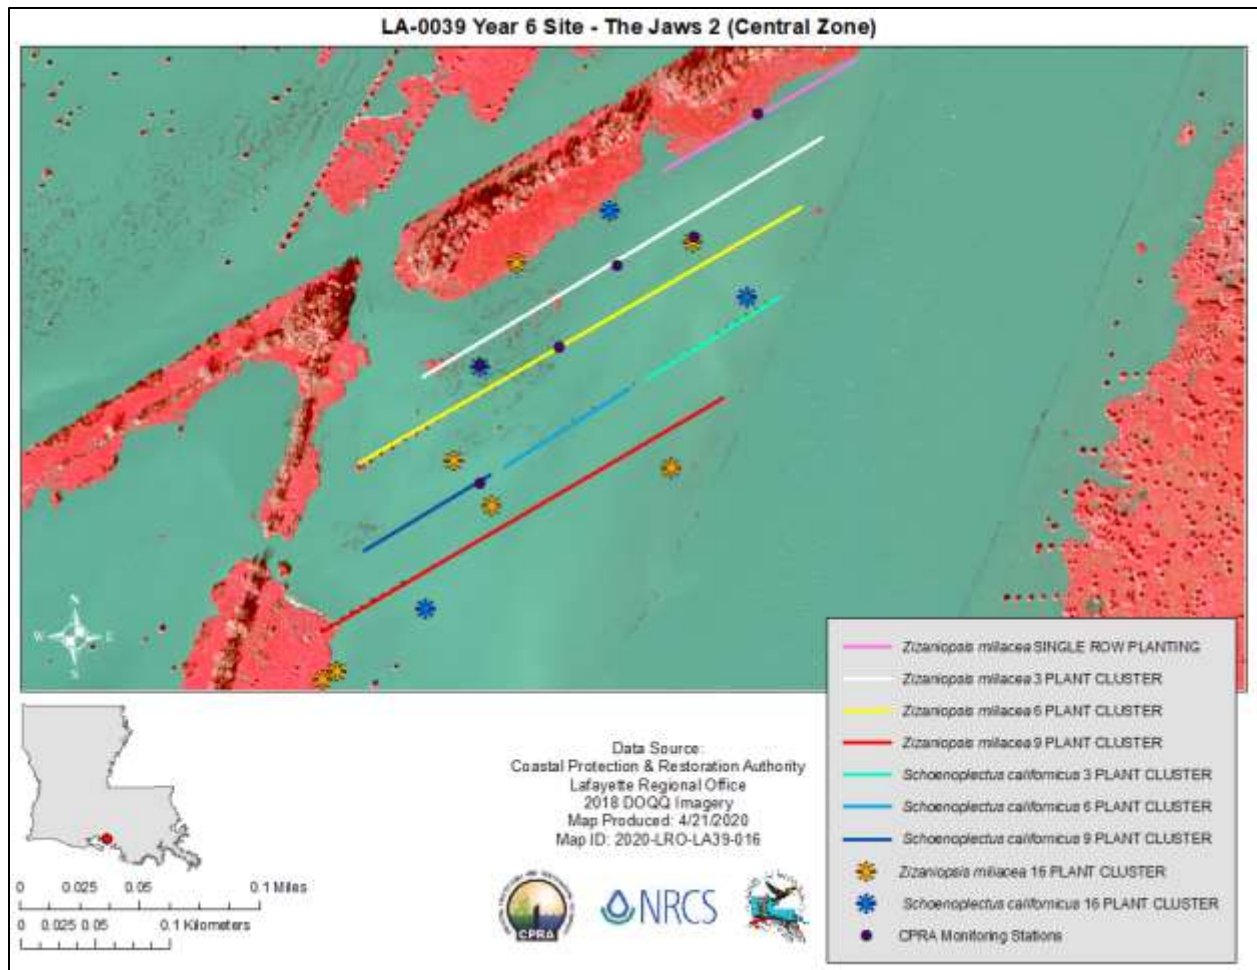 LA-0039 Year 6 Site - The Jaws 2 (Central Zone)
N
W E
S
Zizaniopsis miliacea SINGLE ROW PLANTING
Zizaniopsis miliacea 3 PLANT CLUSTER
Zizaniopsis miliacea 6 PLANT CLUSTER
Zizaniopsis miliacea 9 PLANT CLUSTER
Schoenoplectus californicus 3 PLANT CLUSTER
Schoenoplectus californicus 6 PLANT CLUSTER
Schoenoplectus californicus 9 PLANT CLUSTER
Zizaniopsis miliacea 16 PLANT CLUSTER
Schoenoplectus californicus 16 PLANT CLUSTER
CPRA Monitoring Stations
Data Source:
Coastal Protection & Restoration Authority
Lafayette Regional Office
2018 DOQQ Imagery
Map Produced: 4/21/2020
Map ID: 2020-LRO-LA39-016
0 0.025 0.05 0.1 Miles
0 0.025 0.05 0.1 Kilometers
CPRA
NRCS